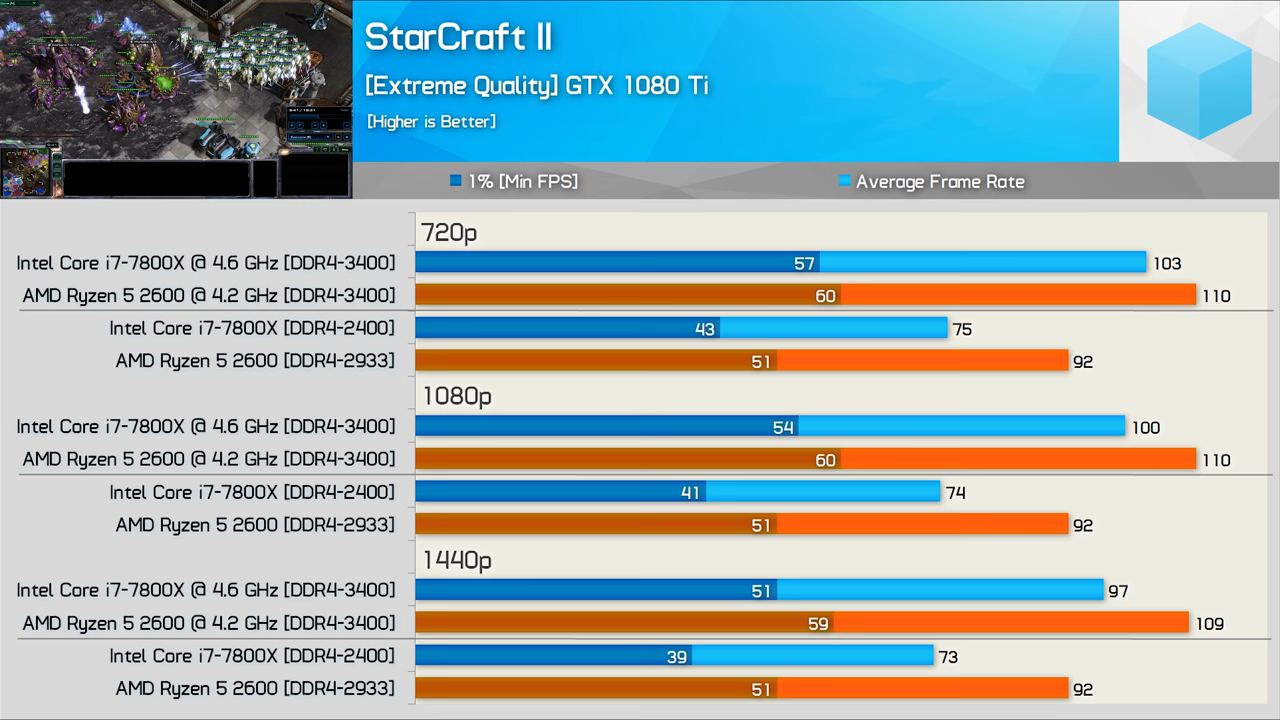 StarCraft II
[Extreme Quality] GTX 1080 Ti
[Higher is Better]
1% [Min FPS]
Average Frame Rate
720p
Intel Core i7-7800X @ 4.6 GHz [DDR4-3400] 57 103
AMD Ryzen 5 2600 @ 4.2 GHz [DDR4-3400] 60 110
Intel Core i7-7800X [DDR4-2400] 43 75
AMD Ryzen 5 2600 [DDR4-2933] 51 92
1080p
Intel Core i7-7800X @ 4.6 GHz [DDR4-3400] 54 100
AMD Ryzen 5 2600 @ 4.2 GHz [DDR4-3400] 60 110
Intel Core i7-7800X [DDR4-2400] 41 74
AMD Ryzen 5 2600 [DDR4-2933] 51 92
1440p
Intel Core i7-7800X @ 4.6 GHz [DDR4-3400] 51 97
AMD Ryzen 5 2600 @ 4.2 GHz [DDR4-3400] 59 109
Intel Core i7-7800X [DDR4-2400] 39 73
AMD Ryzen 5 2600 [DDR4-2933] 51 92